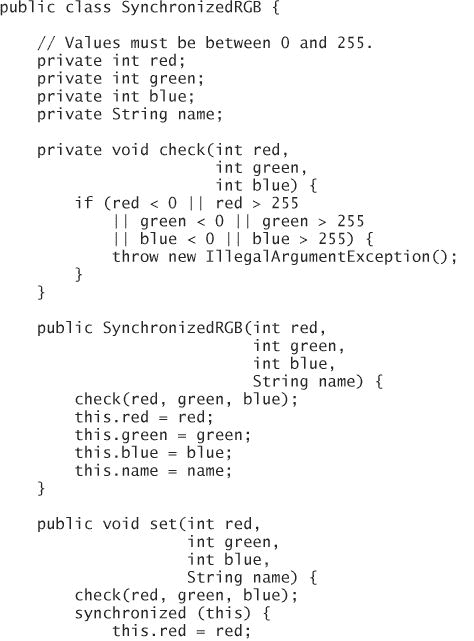 public class SynchronizedRGB {
// Values must be between 0 and 255.
private int red;
private int green;
private int blue;
private String name;
private void check(int red,
int green,
int blue) {
if (red < 0 || red > 255
|| green < 0 || green > 255
|| blue < 0 || blue > 255) {
throw new IllegalArgumentException();
}
}
public SynchronizedRGB(int red,
int green,
int blue,
String name) {
check(red, green, blue);
this.red = red;
this.green = green;
this.blue = blue;
this.name = name;
}
public void set(int red,
int green,
int blue,
String name) {
check(red, green, blue);
synchronized (this) {
this.red = red;